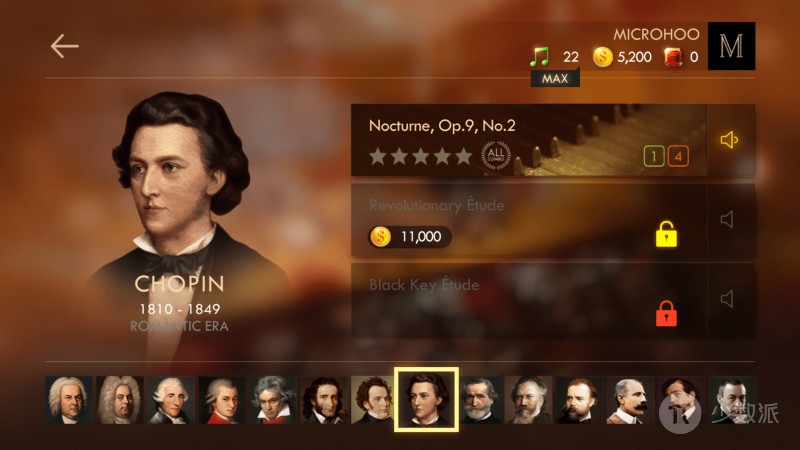 MICROHOO
M
22
5,200
0
MAX
Nocturne, Op.9, No.2
ALL
COMBO
1
4
Revolutionary Étude
$ 11,000
Black Key Étude
CHOPIN
1810 - 1849
ROMANTIC ERA
少数派